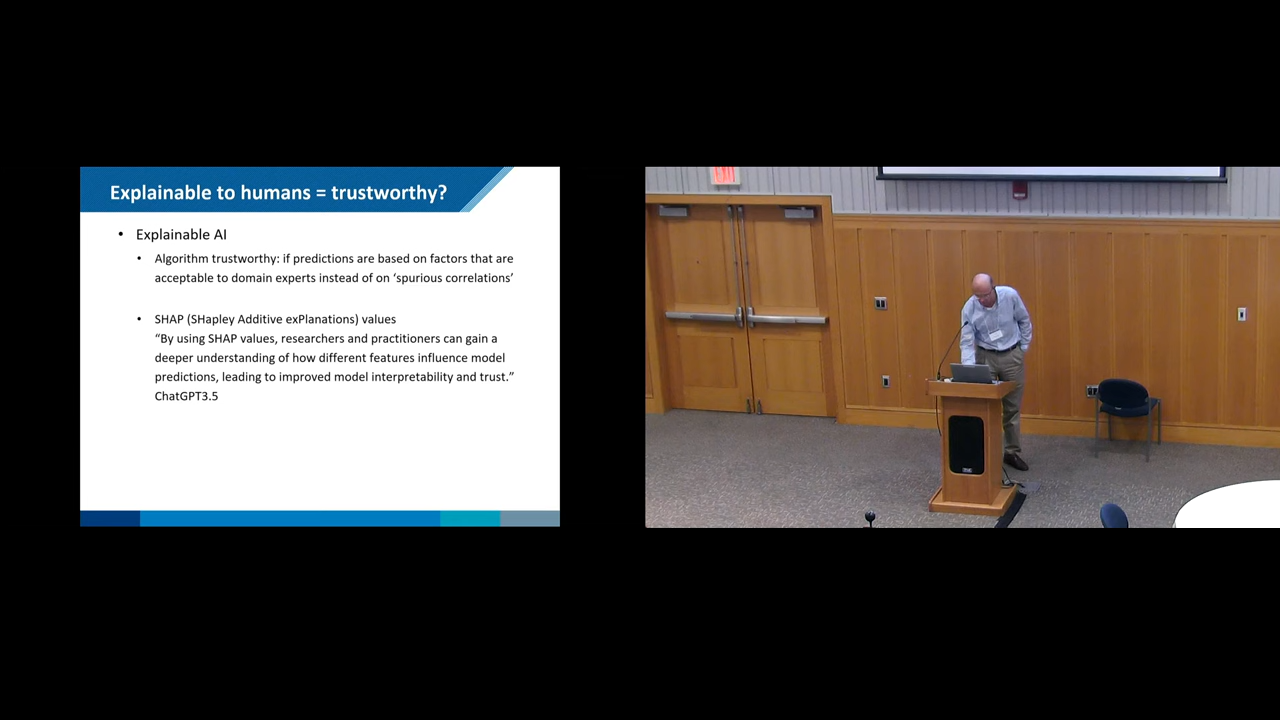 Explainable to humans = trustworthy?
• Explainable AI
• Algorithm trustworthy: if predictions are based on factors that are
acceptable to domain experts instead of on ‘spurious correlations’
• SHAP (SHapley Additive exPlanations) values
“By using SHAP values, researchers and practitioners can gain a
deeper understanding of how different features influence model
predictions, leading to improved model interpretability and trust.”
ChatGPT3.5